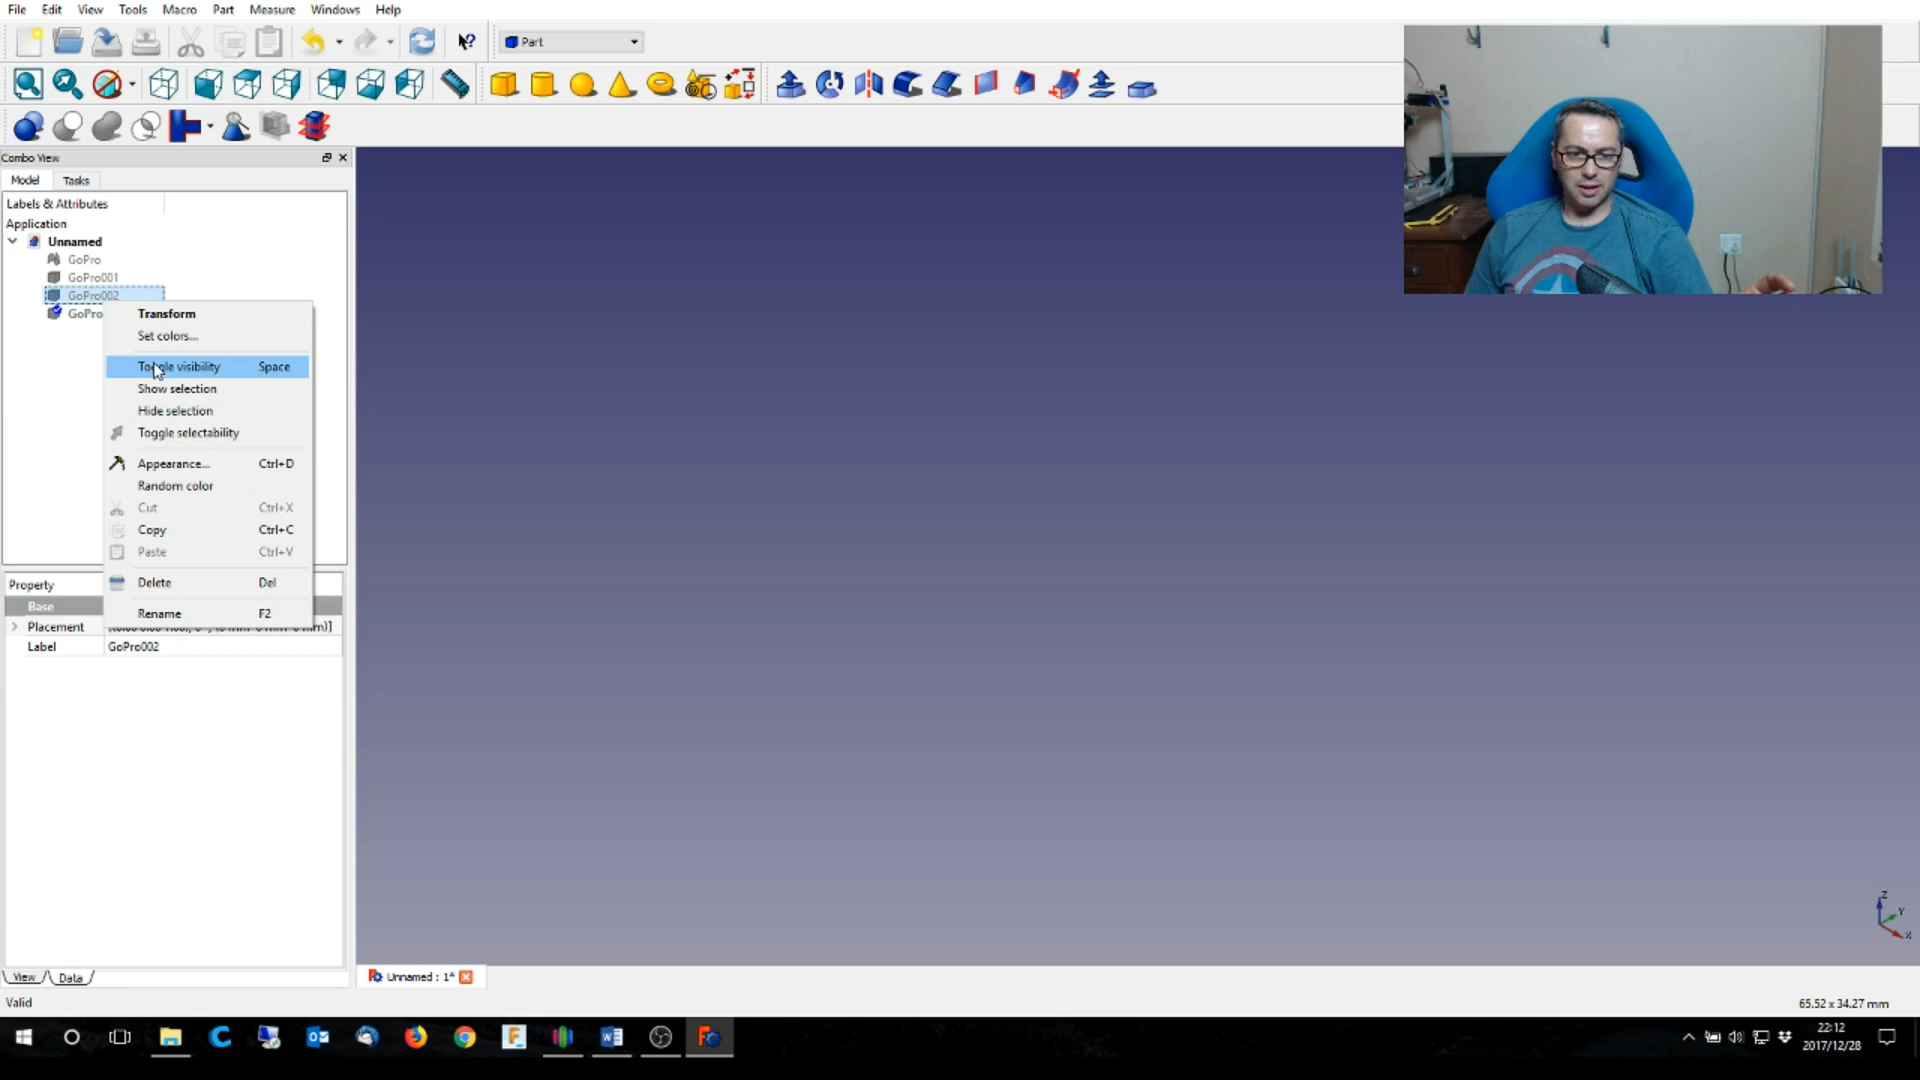 File Edit View Tools Macro Part Measure Windows Help
Part
Combo View
Model Tasks
Labels & Attributes
Application
Unnamed
GoPro
GoPro001
GoPro002
GoPro
Transform
Set colors...
Toggle visibility Space
Show selection
Hide selection
Toggle selectability
Appearance... Ctrl+D
Random color
Cut Ctrl+X
Copy Ctrl+C
Paste Ctrl+V
Delete Del
Rename F2
Property
Base
Placement
Label GoPro002
Z
Y
X
View Data
Unnamed : 1*
Valid
65.52 x 34.27 mm
22:12
2017/12/28